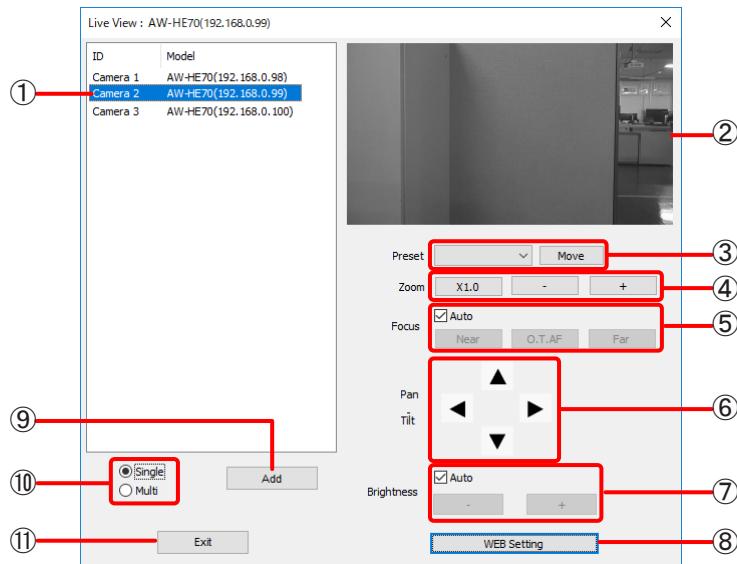 Live View : AW-HE70(192.168.0.99)
ID Model
Camera 1 AW-HE70(192.168.0.98)
Camera 2 AW-HE70(192.168.0.99)
Camera 3 AW-HE70(192.168.0.100)
①
②
Preset Move ③
Zoom X1.0 - + ④
Focus Auto ⑤
Near O.T.AF Far
Pan
-
Tilt
⑥
⑨
⑩ Single
Multi
Add
Brightness Auto ⑦
- +
⑪ Exit
WEB Setting ⑧